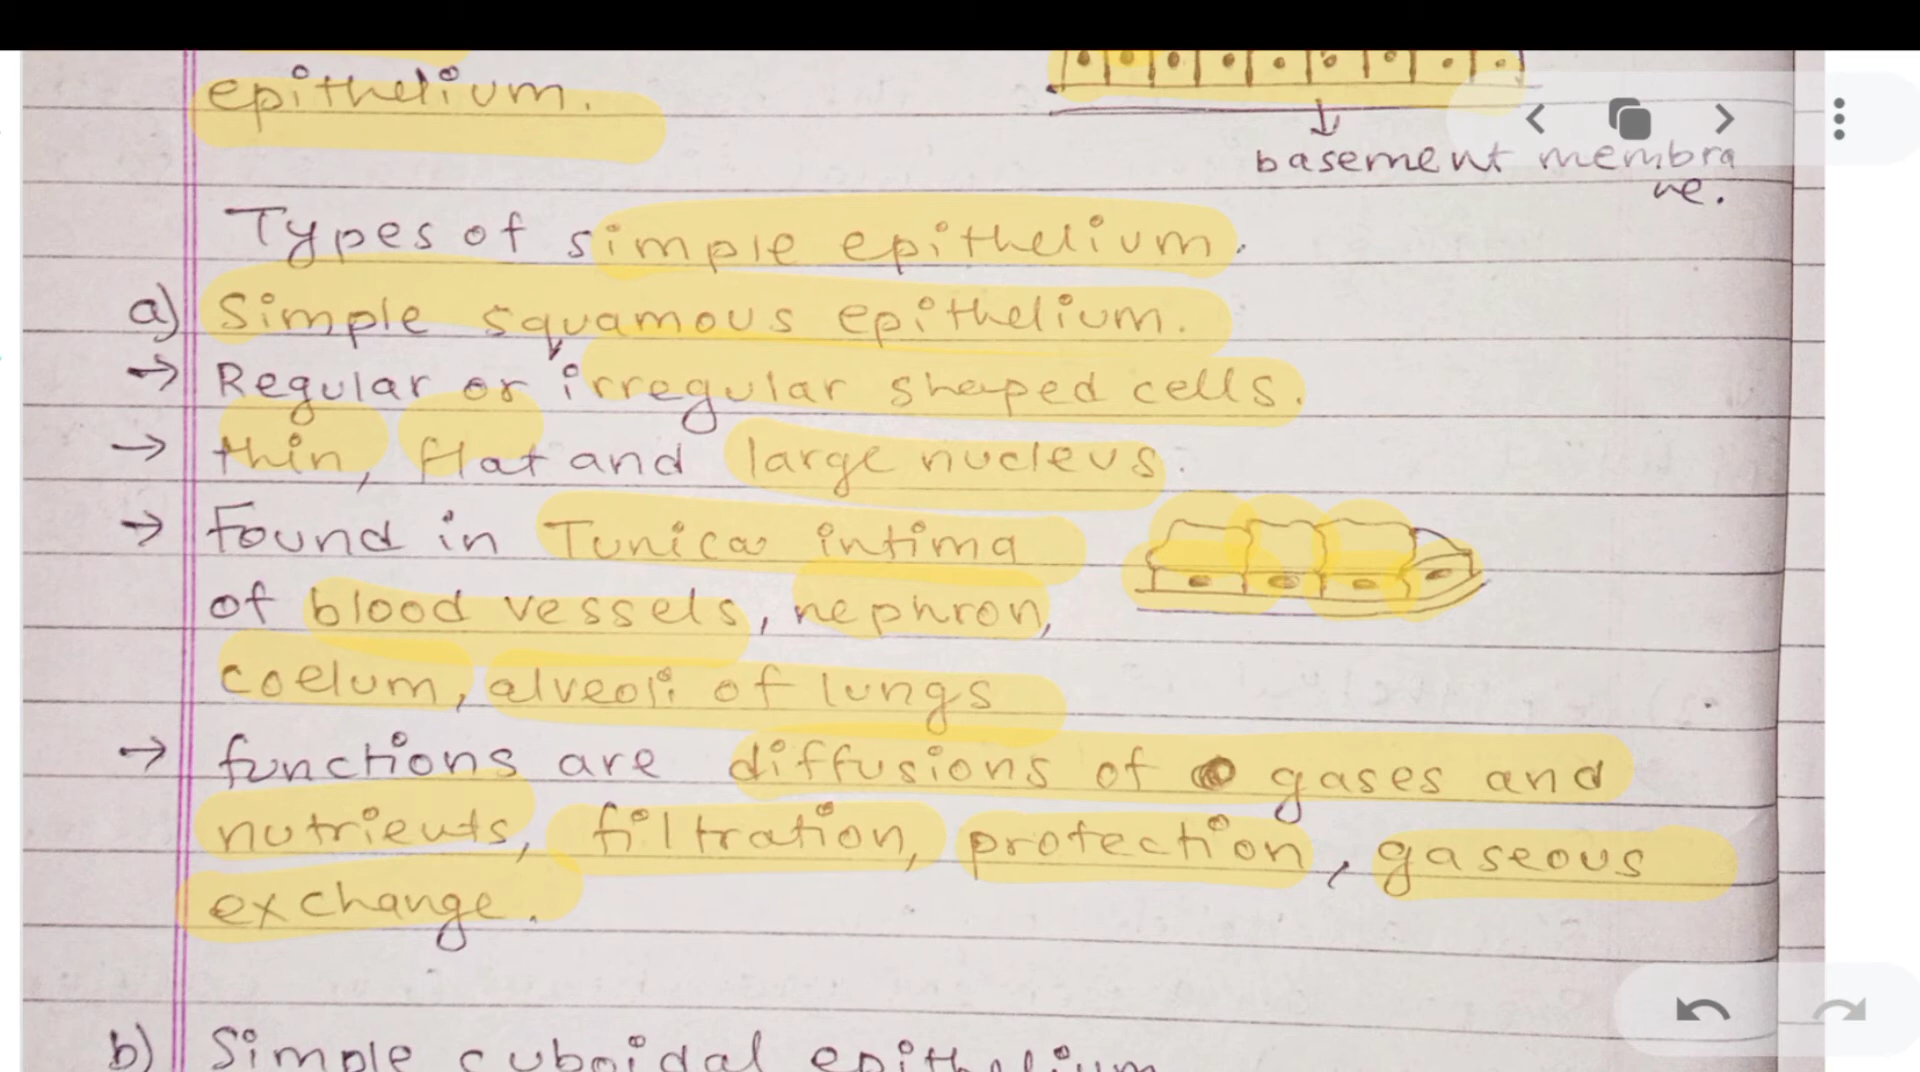 epithelium.
basement membra
ne.
Types of simple epithelium.
a) Simple squamous epithelium.
→ Regular or irregular shaped cells.
→ thin, flat and large nucleus.
→ Found in Tunica intima
of blood vessels, nephron,
coelum, alveoli of lungs
→ functions are diffusions of gases and
nutrients, filtration, protection, gaseous
exchange.
b) Simple cuboidal epithelium